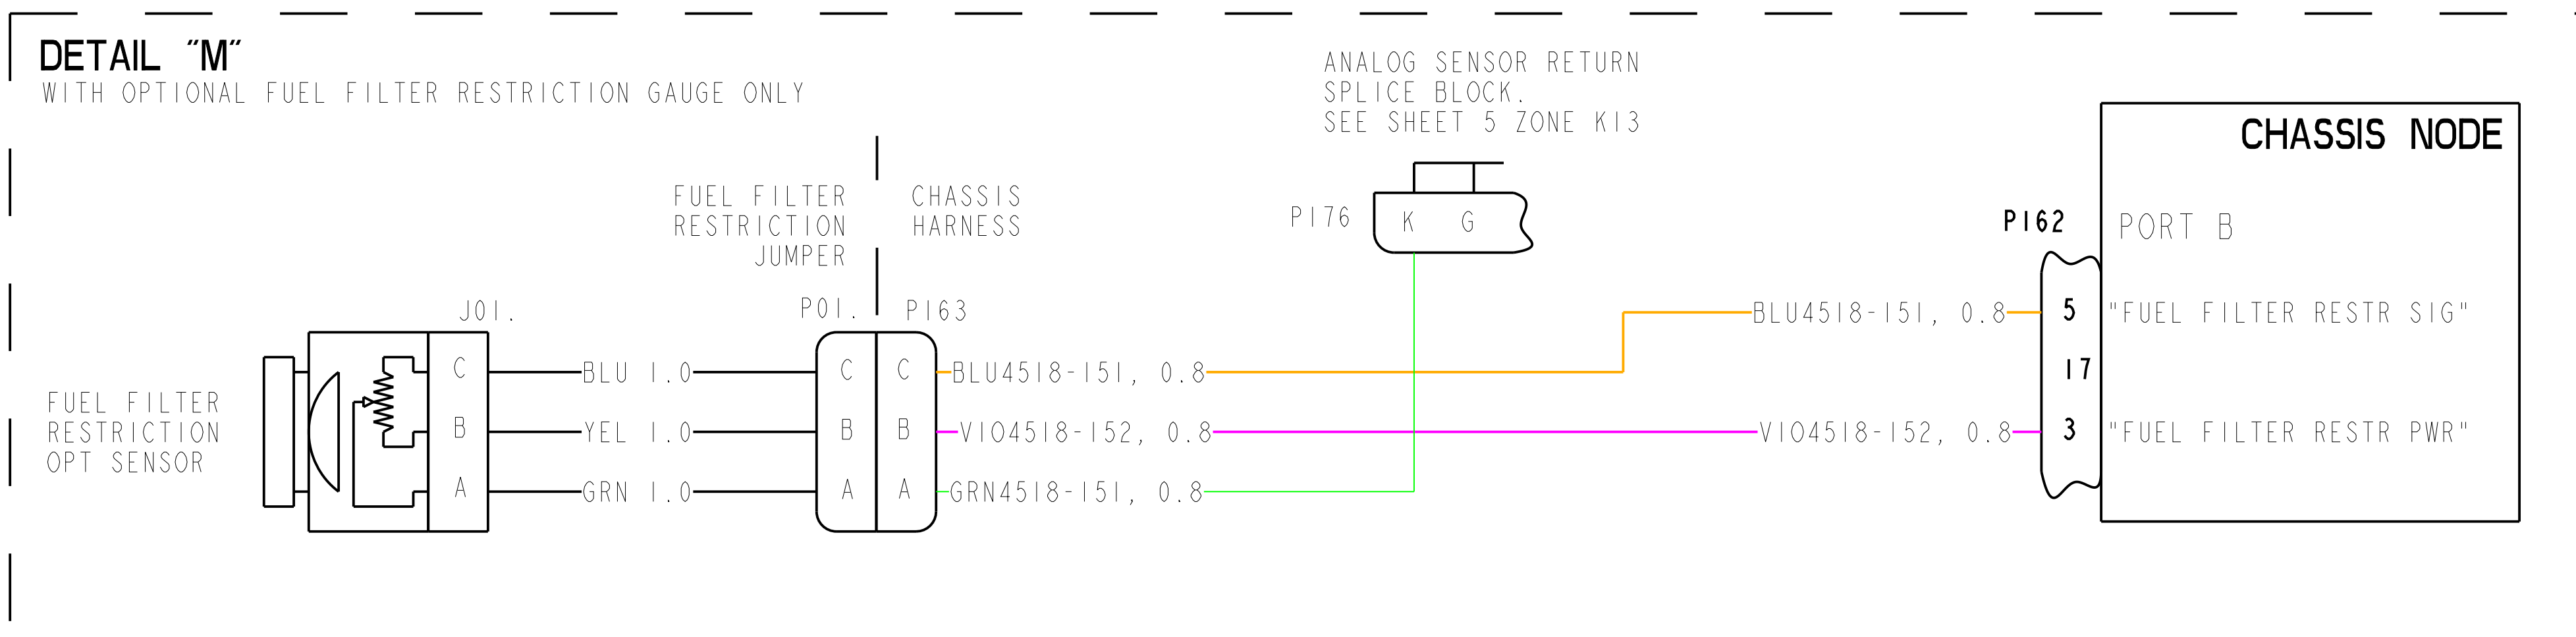 DETAIL "M"
WITH OPTIONAL FUEL FILTER RESTRICTION GAUGE ONLY
ANALOG SENSOR RETURN
SPLICE BLOCK.
SEE SHEET 5 ZONE K13
CHASSIS NODE
FUEL FILTER
RESTRICTION
JUMPER
CHASSIS
HARNESS
P176
K G
P162
PORT B
J01.
P01.
P163
FUEL FILTER
RESTRICTION
OPT SENSOR
C BLU 1.0 C C BLU4518-151, 0.8
BLU4518-151, 0.8 5 "FUEL FILTER RESTR SIG"
17
B YEL 1.0 B B VIO4518-152, 0.8
VIO4518-152, 0.8 3 "FUEL FILTER RESTR PWR"
A GRN 1.0 A A GRN4518-151, 0.8